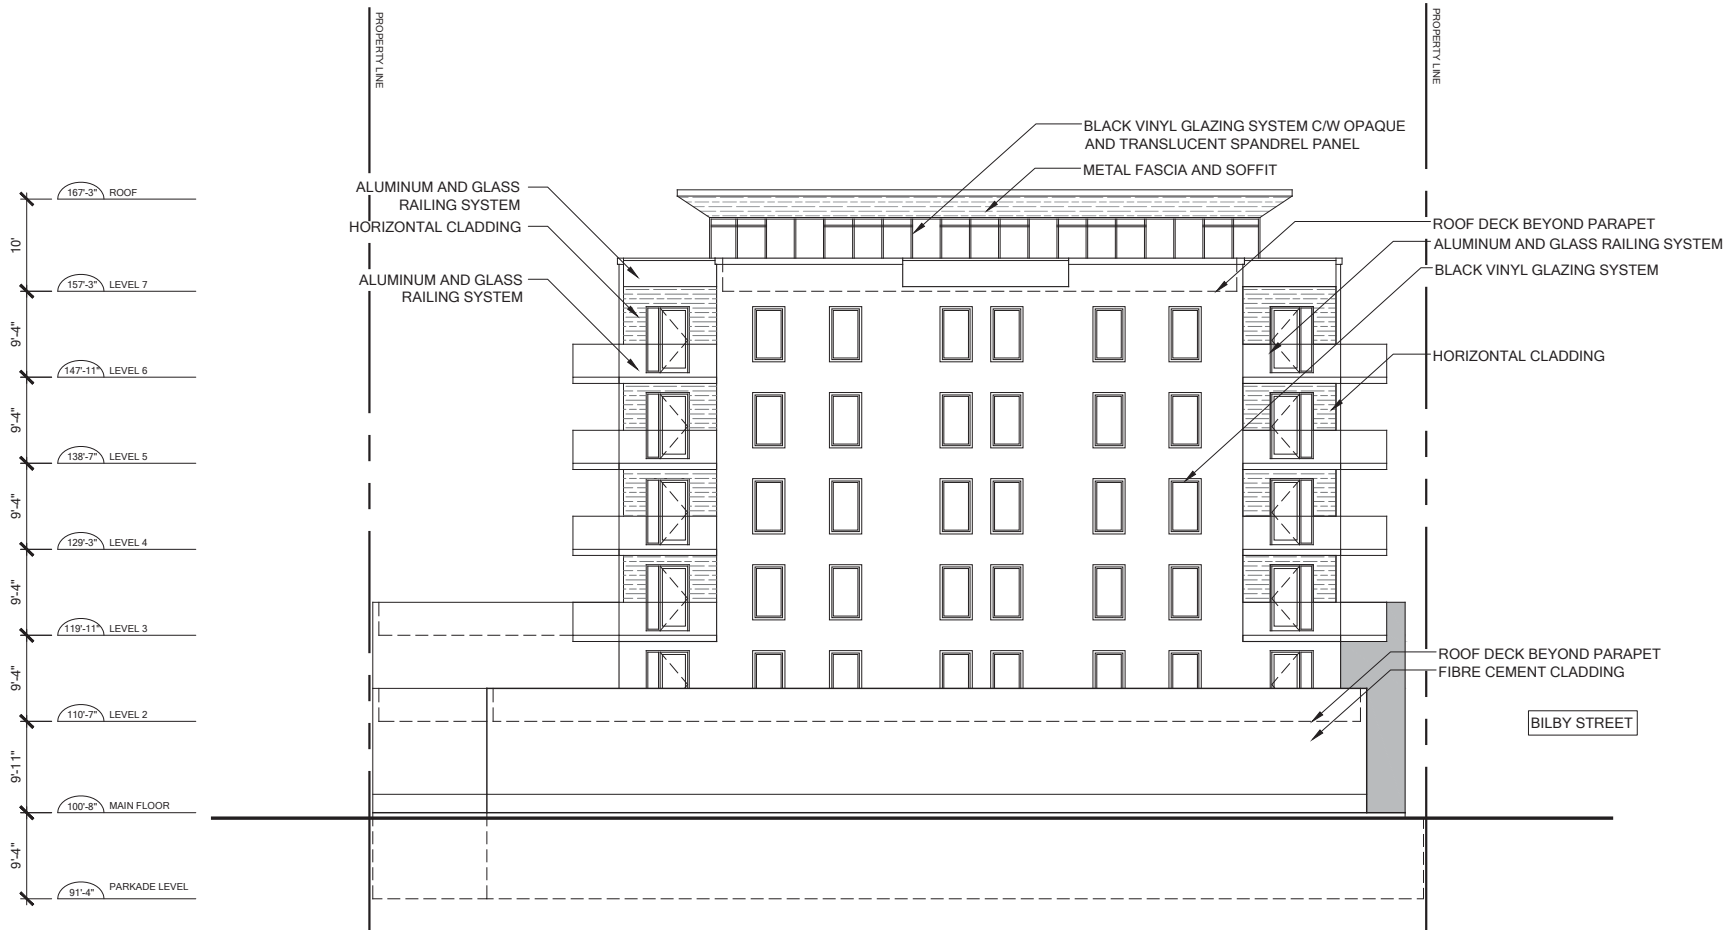 PROPERTY LINE
PROPERTY LINE
BLACK VINYL GLAZING SYSTEM C/W OPAQUE
AND TRANSLUCENT SPANDREL PANEL
METAL FASCIA AND SOFFIT
ALUMINUM AND GLASS
RAILING SYSTEM
HORIZONTAL CLADDING
ALUMINUM AND GLASS
RAILING SYSTEM
ROOF DECK BEYOND PARAPET
ALUMINUM AND GLASS RAILING SYSTEM
BLACK VINYL GLAZING SYSTEM
HORIZONTAL CLADDING
ROOF DECK BEYOND PARAPET
FIBRE CEMENT CLADDING
BILBY STREET
167'-3" ROOF
10'
157'-3" LEVEL 7
9'-4"
147'-11" LEVEL 6
9'-4"
138'-7" LEVEL 5
9'-4"
129'-3" LEVEL 4
9'-4"
119'-11" LEVEL 3
9'-4"
110'-7" LEVEL 2
9'-11"
100'-8" MAIN FLOOR
9'-4"
91'-4" PARKADE LEVEL